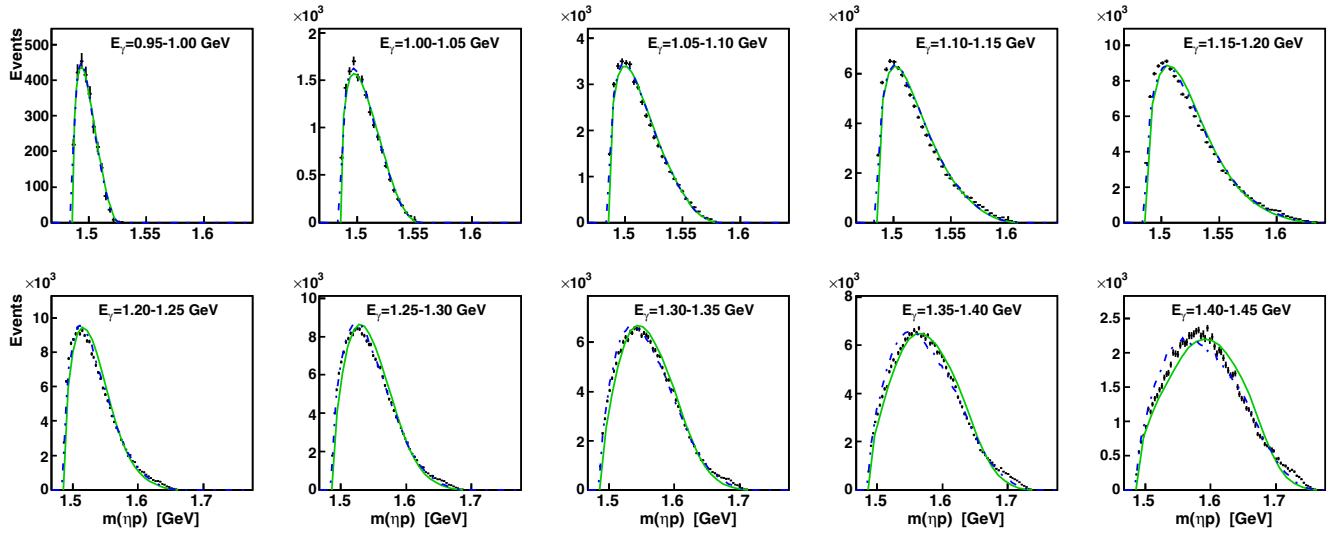 ×10³ ×10³ ×10³ ×10³
Events
E_γ=0.95-1.00 GeV
500
400
300
200
100
0
1.5 1.55 1.6
E_γ=1.00-1.05 GeV
2
1.5
1
0.5
0
1.5 1.55 1.6
E_γ=1.05-1.10 GeV
4
3
2
1
0
1.5 1.55 1.6
E_γ=1.10-1.15 GeV
6
4
2
0
1.5 1.55 1.6
E_γ=1.15-1.20 GeV
10
8
6
4
2
0
1.5 1.55 1.6
×10³ ×10³ ×10³ ×10³ ×10³
Events
E_γ=1.20-1.25 GeV
10
8
6
4
2
0
1.5 1.6 1.7
m(ηp) [GeV]
E_γ=1.25-1.30 GeV
10
8
6
4
2
0
1.5 1.6 1.7
m(ηp) [GeV]
E_γ=1.30-1.35 GeV
8
6
4
2
0
1.5 1.6 1.7
m(ηp) [GeV]
E_γ=1.35-1.40 GeV
8
6
4
2
0
1.5 1.6 1.7
m(ηp) [GeV]
E_γ=1.40-1.45 GeV
2.5
2
1.5
1
0.5
0
1.5 1.6 1.7
m(ηp) [GeV]